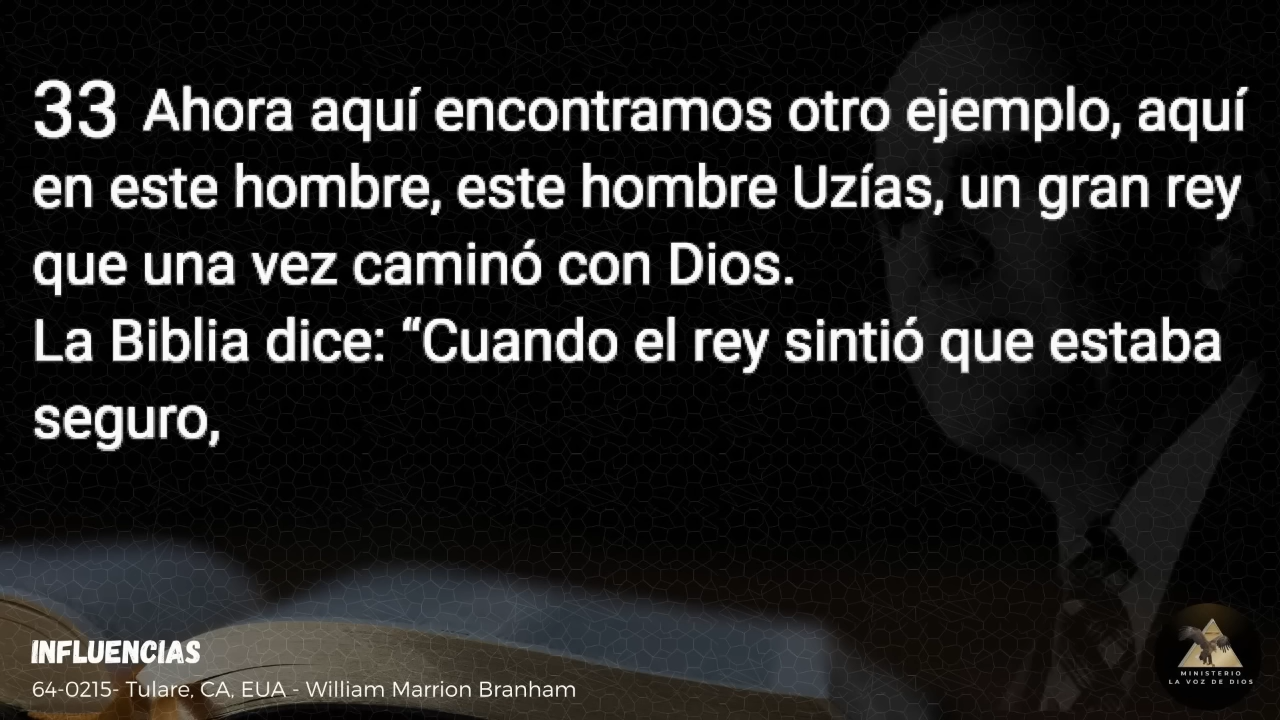 33 Ahora aquí encontramos otro ejemplo, aquí
en este hombre, este hombre Uzías, un gran rey
que una vez caminó con Dios.
La Biblia dice: “Cuando el rey sintió que estaba
seguro,
INFLUENCIAS
64-0215- Tulare, CA, EUA - William Marrion Branham
MINISTERIO
LA VOZ DE DIOS